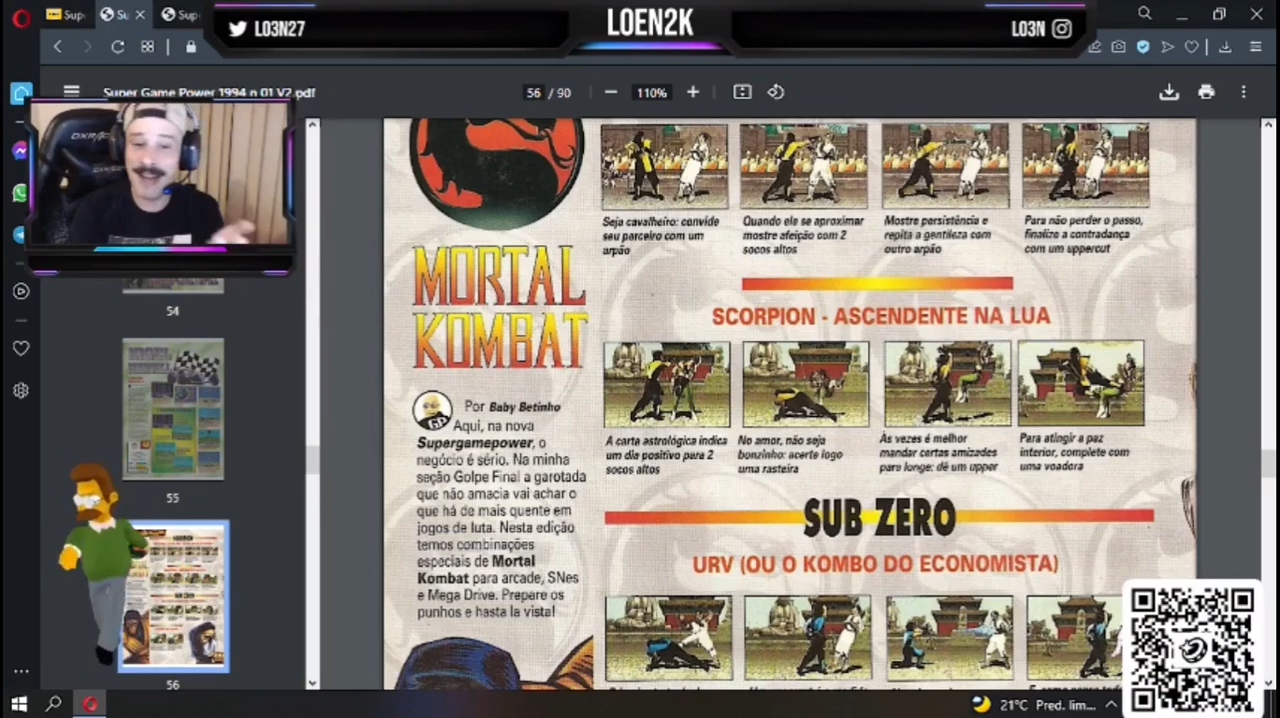 Sup
Su
Sup
LO3N27
LOEN2K
LO3N
Super Game Power 1994 n 01 V2.pdf
56 / 90
110%
DXRACER
54
55
56
MORTAL
KOMBAT
Por Baby Betinho
Aqui, na nova
Supergamepower, o
negócio é sério. Na minha
seção Golpe Final a garotada
que não amacia vai achar o
que há de mais quente em
jogos de luta. Nesta edição
temos combinações
especiais de Mortal
Kombat para arcade, SNes
e Mega Drive. Prepare os
punhos e hasta la vista!
Seja cavalheiro: convide
seu parceiro com um
arpão
Quando ele se aproximar
mostre afeição com 2
socos altos
Mostre persistência e
repita a gentileza com
outro arpão
Para não perder o passo,
finalize a contradança
com um uppercut
SCORPION - ASCENDENTE NA LUA
A carta astrológica indica
um dia positivo para 2
socos altos
No amor, não seja
bonzinho: acerte logo
uma rasteira
Às vezes é melhor
mandar certas amizades
para longe: dê um upper
Para atingir a paz
interior, complete com
uma voadora
SUB ZERO
URV (OU O KOMBO DO ECONOMISTA)
21°C Pred. lim...